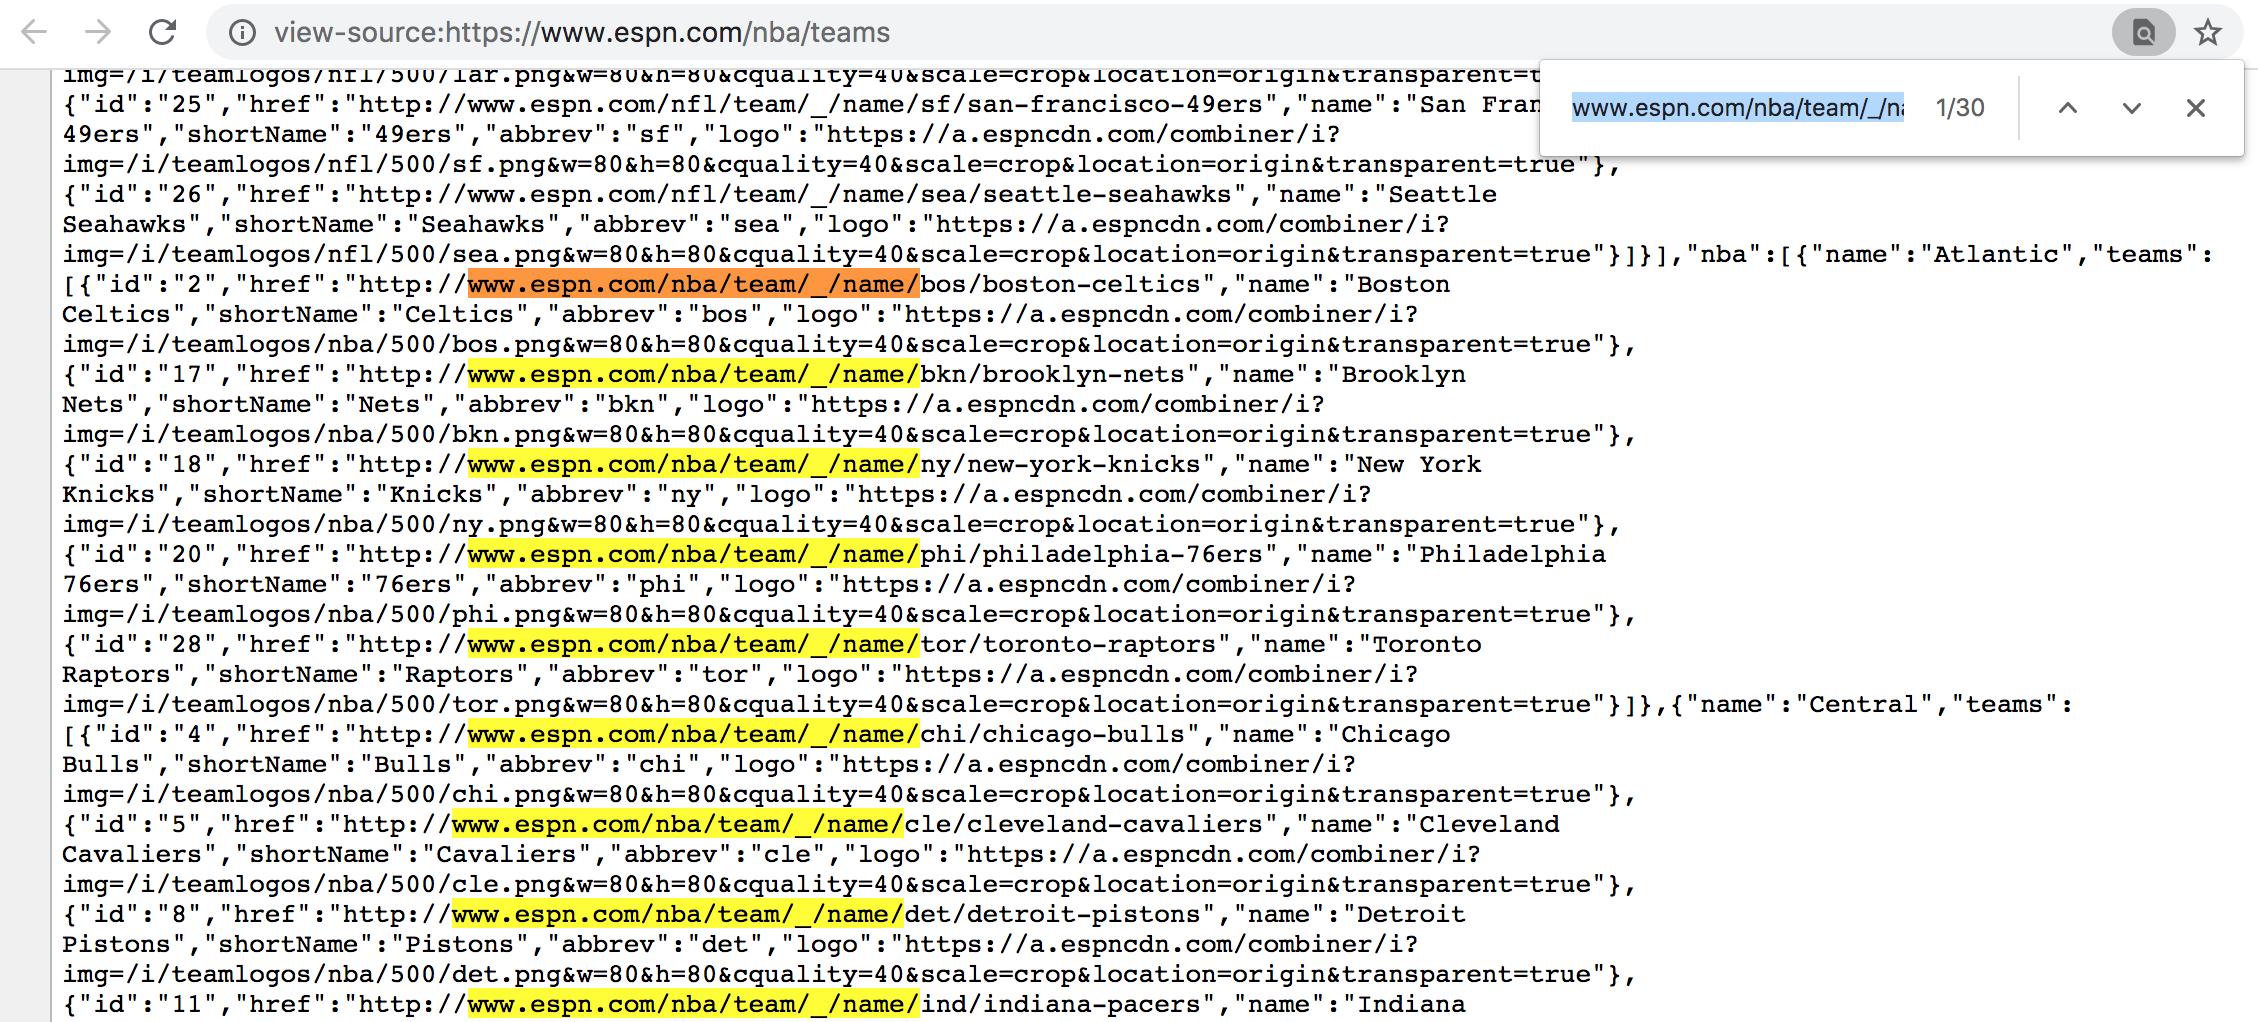 view-source:https://www.espn.com/nba/teams
www.espn.com/nba/team/_/na 1/30
img=/i/teamlogos/nfl/500/lar.png&w=80&h=80&cquality=40&scale=crop&location=origin&transparent=t
{"id":"25","href":"http://www.espn.com/nfl/team/_/name/sf/san-francisco-49ers","name":"San Fran
49ers","shortName":"49ers","abbrev":"sf","logo":"https://a.espncdn.com/combiner/i?
img=/i/teamlogos/nfl/500/sf.png&w=80&h=80&cquality=40&scale=crop&location=origin&transparent=true"},
{"id":"26","href":"http://www.espn.com/nfl/team/_/name/sea/seattle-seahawks","name":"Seattle
Seahawks","shortName":"Seahawks","abbrev":"sea","logo":"https://a.espncdn.com/combiner/i?
img=/i/teamlogos/nfl/500/sea.png&w=80&h=80&cquality=40&scale=crop&location=origin&transparent=true"}]}],"nba":[{"name":"Atlantic","teams":
[{"id":"2","href":"http://www.espn.com/nba/team/_/name/bos/boston-celtics","name":"Boston
Celtics","shortName":"Celtics","abbrev":"bos","logo":"https://a.espncdn.com/combiner/i?
img=/i/teamlogos/nba/500/bos.png&w=80&h=80&cquality=40&scale=crop&location=origin&transparent=true"},
{"id":"17","href":"http://www.espn.com/nba/team/_/name/bkn/brooklyn-nets","name":"Brooklyn
Nets","shortName":"Nets","abbrev":"bkn","logo":"https://a.espncdn.com/combiner/i?
img=/i/teamlogos/nba/500/bkn.png&w=80&h=80&cquality=40&scale=crop&location=origin&transparent=true"},
{"id":"18","href":"http://www.espn.com/nba/team/_/name/ny/new-york-knicks","name":"New York
Knicks","shortName":"Knicks","abbrev":"ny","logo":"https://a.espncdn.com/combiner/i?
img=/i/teamlogos/nba/500/ny.png&w=80&h=80&cquality=40&scale=crop&location=origin&transparent=true"},
{"id":"20","href":"http://www.espn.com/nba/team/_/name/phi/philadelphia-76ers","name":"Philadelphia
76ers","shortName":"76ers","abbrev":"phi","logo":"https://a.espncdn.com/combiner/i?
img=/i/teamlogos/nba/500/phi.png&w=80&h=80&cquality=40&scale=crop&location=origin&transparent=true"},
{"id":"28","href":"http://www.espn.com/nba/team/_/name/tor/toronto-raptors","name":"Toronto
Raptors","shortName":"Raptors","abbrev":"tor","logo":"https://a.espncdn.com/combiner/i?
img=/i/teamlogos/nba/500/tor.png&w=80&h=80&cquality=40&scale=crop&location=origin&transparent=true"}]},{"name":"Central","teams":
[{"id":"4","href":"http://www.espn.com/nba/team/_/name/chi/chicago-bulls","name":"Chicago
Bulls","shortName":"Bulls","abbrev":"chi","logo":"https://a.espncdn.com/combiner/i?
img=/i/teamlogos/nba/500/chi.png&w=80&h=80&cquality=40&scale=crop&location=origin&transparent=true"},
{"id":"5","href":"http://www.espn.com/nba/team/_/name/cle/cleveland-cavaliers","name":"Cleveland
Cavaliers","shortName":"Cavaliers","abbrev":"cle","logo":"https://a.espncdn.com/combiner/i?
img=/i/teamlogos/nba/500/cle.png&w=80&h=80&cquality=40&scale=crop&location=origin&transparent=true"},
{"id":"8","href":"http://www.espn.com/nba/team/_/name/det/detroit-pistons","name":"Detroit
Pistons","shortName":"Pistons","abbrev":"det","logo":"https://a.espncdn.com/combiner/i?
img=/i/teamlogos/nba/500/det.png&w=80&h=80&cquality=40&scale=crop&location=origin&transparent=true"},
{"id":"11","href":"http://www.espn.com/nba/team/_/name/ind/indiana-pacers","name":"Indiana